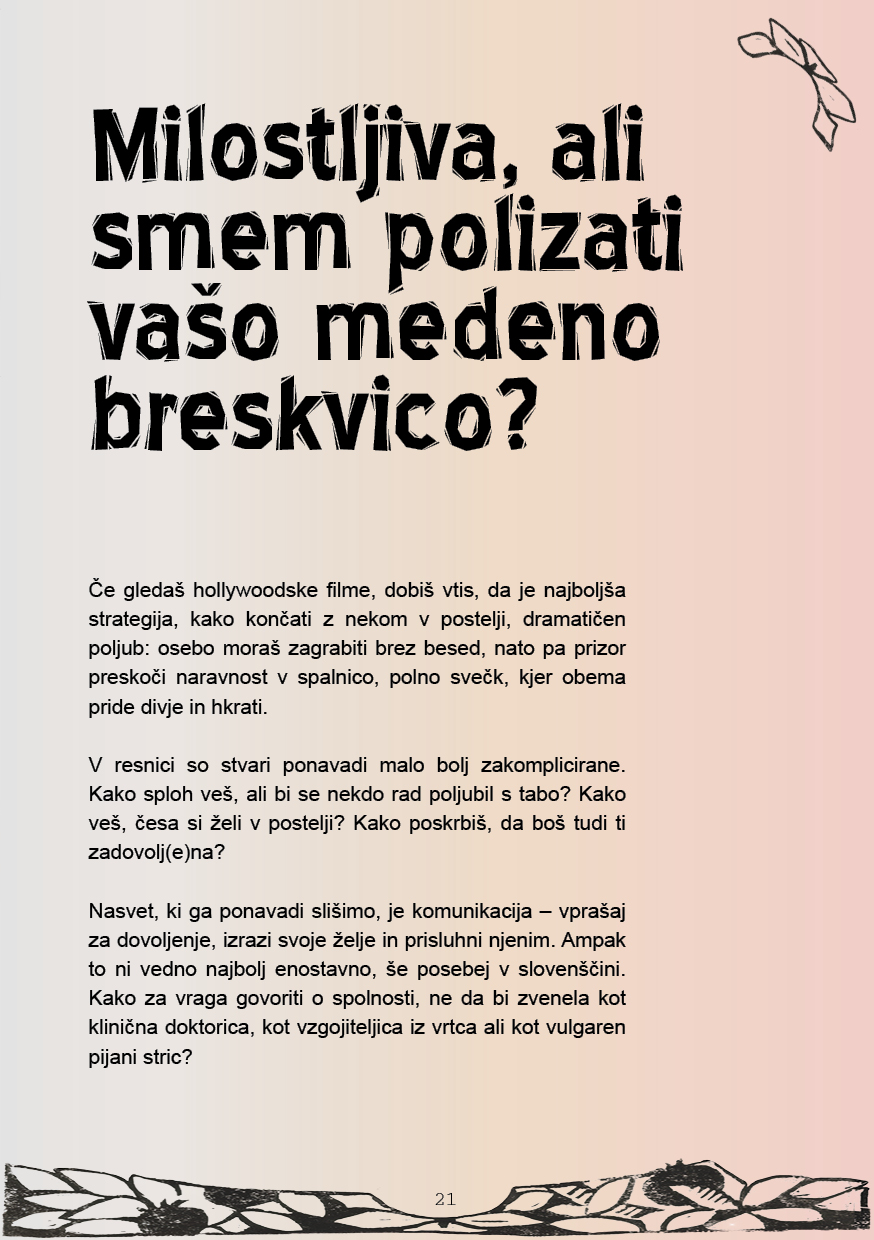 Milostljiva, ali
smem polizati
vašo medeno
breskvico?
Če gledaš hollywoodske filme, dobiš vtis, da je najboljša
strategija, kako končati z nekom v postelji, dramatičen
poljub: osebo moraš zagrabiti brez besed, nato pa prizor
preskoči naravnost v spalnico, polno svečk, kjer obema
pride divje in hkrati.
V resnici so stvari ponavadi malo bolj zakomplicirane.
Kako sploh veš, ali bi se nekdo rad poljubil s tabo? Kako
veš, česa si želi v postelji? Kako poskrbiš, da boš tudi ti
zadovolj(e)na?
Nasvet, ki ga ponavadi slišimo, je komunikacija – vprašaj
za dovoljenje, izrazi svoje želje in prisluhni njenim. Ampak
to ni vedno najbolj enostavno, še posebej v slovenščini.
Kako za vraga govoriti o spolnosti, ne da bi zvenela kot
klinična doktorica, kot vzgojiteljica iz vrtca ali kot vulgaren
pijani stric?
21